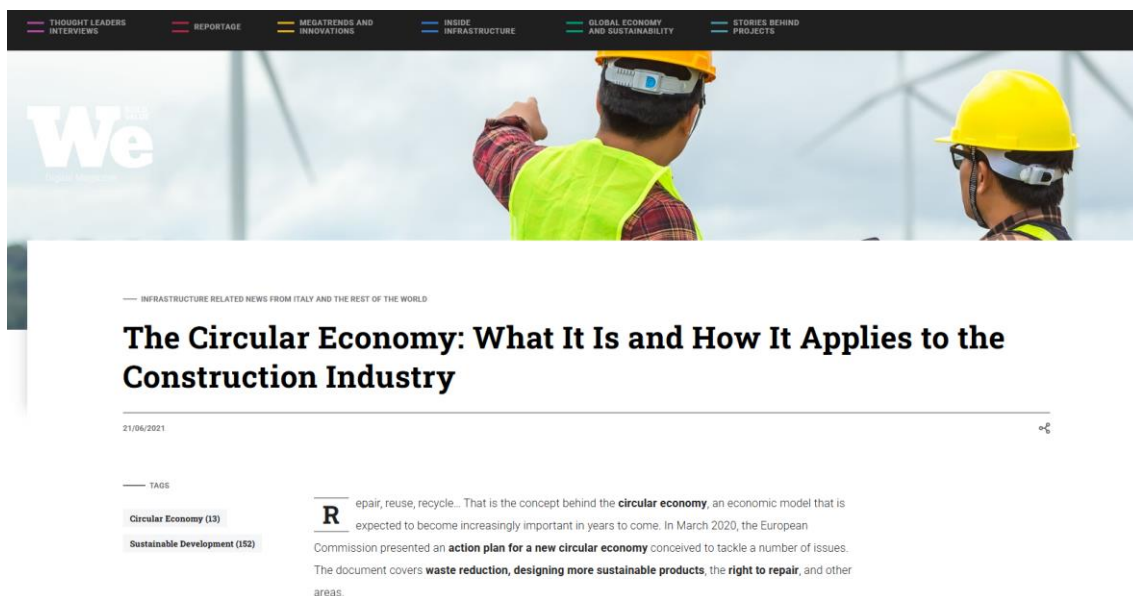 THOUGHT LEADERS
INTERVIEWS
REPORTAGE
MEGATRENDS AND
INNOVATIONS
INSIDE
INFRASTRUCTURE
GLOBAL ECONOMY
AND SUSTAINABILITY
STORIES BEHIND
PROJECTS
We
INFRASTRUCTURE RELATED NEWS FROM ITALY AND THE REST OF THE WORLD
The Circular Economy: What It Is and How It Applies to the
Construction Industry
21/06/2021
TAGS
Circular Economy (13)
Sustainable Development (152)
Repair, reuse, recycle... That is the concept behind the circular economy, an economic model that is
expected to become increasingly important in years to come. In March 2020, the European
Commission presented an action plan for a new circular economy conceived to tackle a number of issues.
The document covers waste reduction, designing more sustainable products, the right to repair, and other
areas.